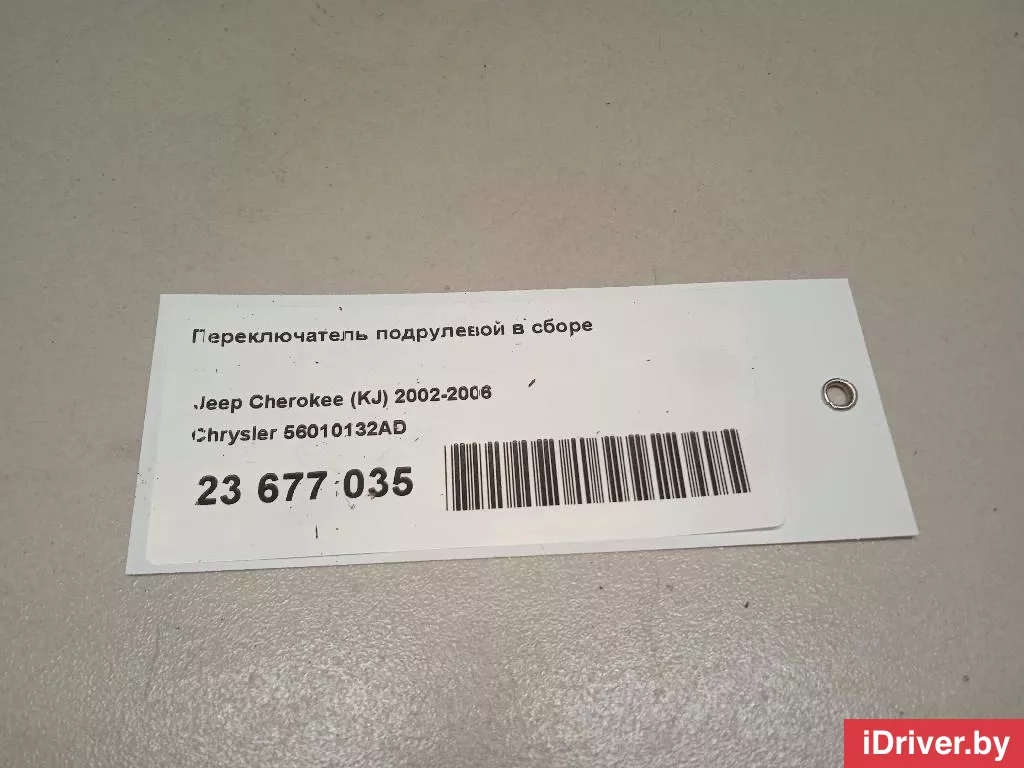 Переключатель подрулевой в сборе
Jeep Cherokee (KJ) 2002-2006
Chrysler 56010132AD
23 677 035
iDriver.by